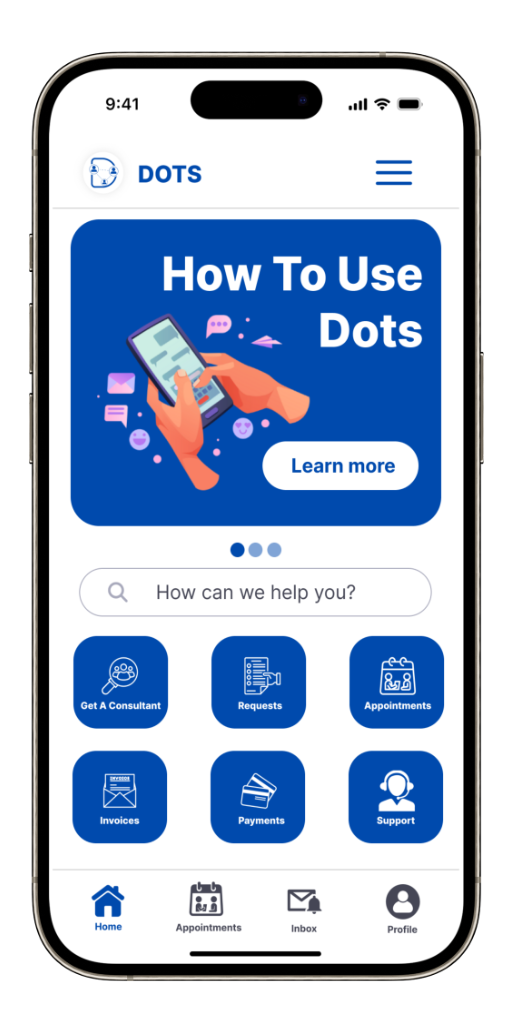 9:41
DOTS
How To Use
Dots
Learn more
How can we help you?
Get A Consultant
Requests
Appointments
INVOICE
Invoices
Payments
Support
Home
Appointments
Inbox
Profile